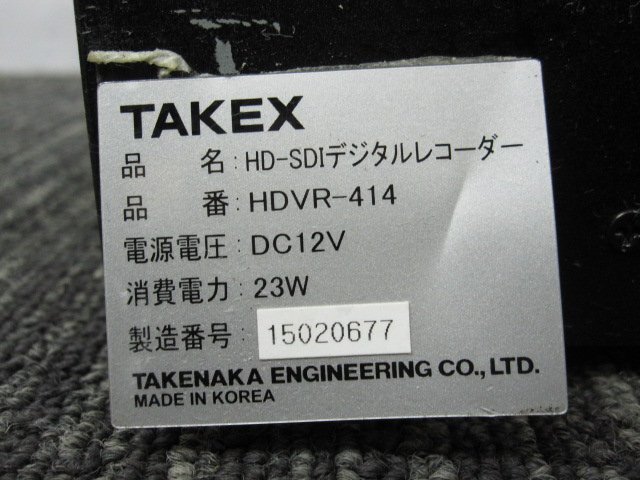 TAKEX
品　名：HD-SDIデジタルレコーダー
品　番：HDVR-414
電源電圧：DC12V
消費電力：23W
製造番号：15020677
TAKENAKA ENGINEERING CO.,LTD.
MADE IN KOREA